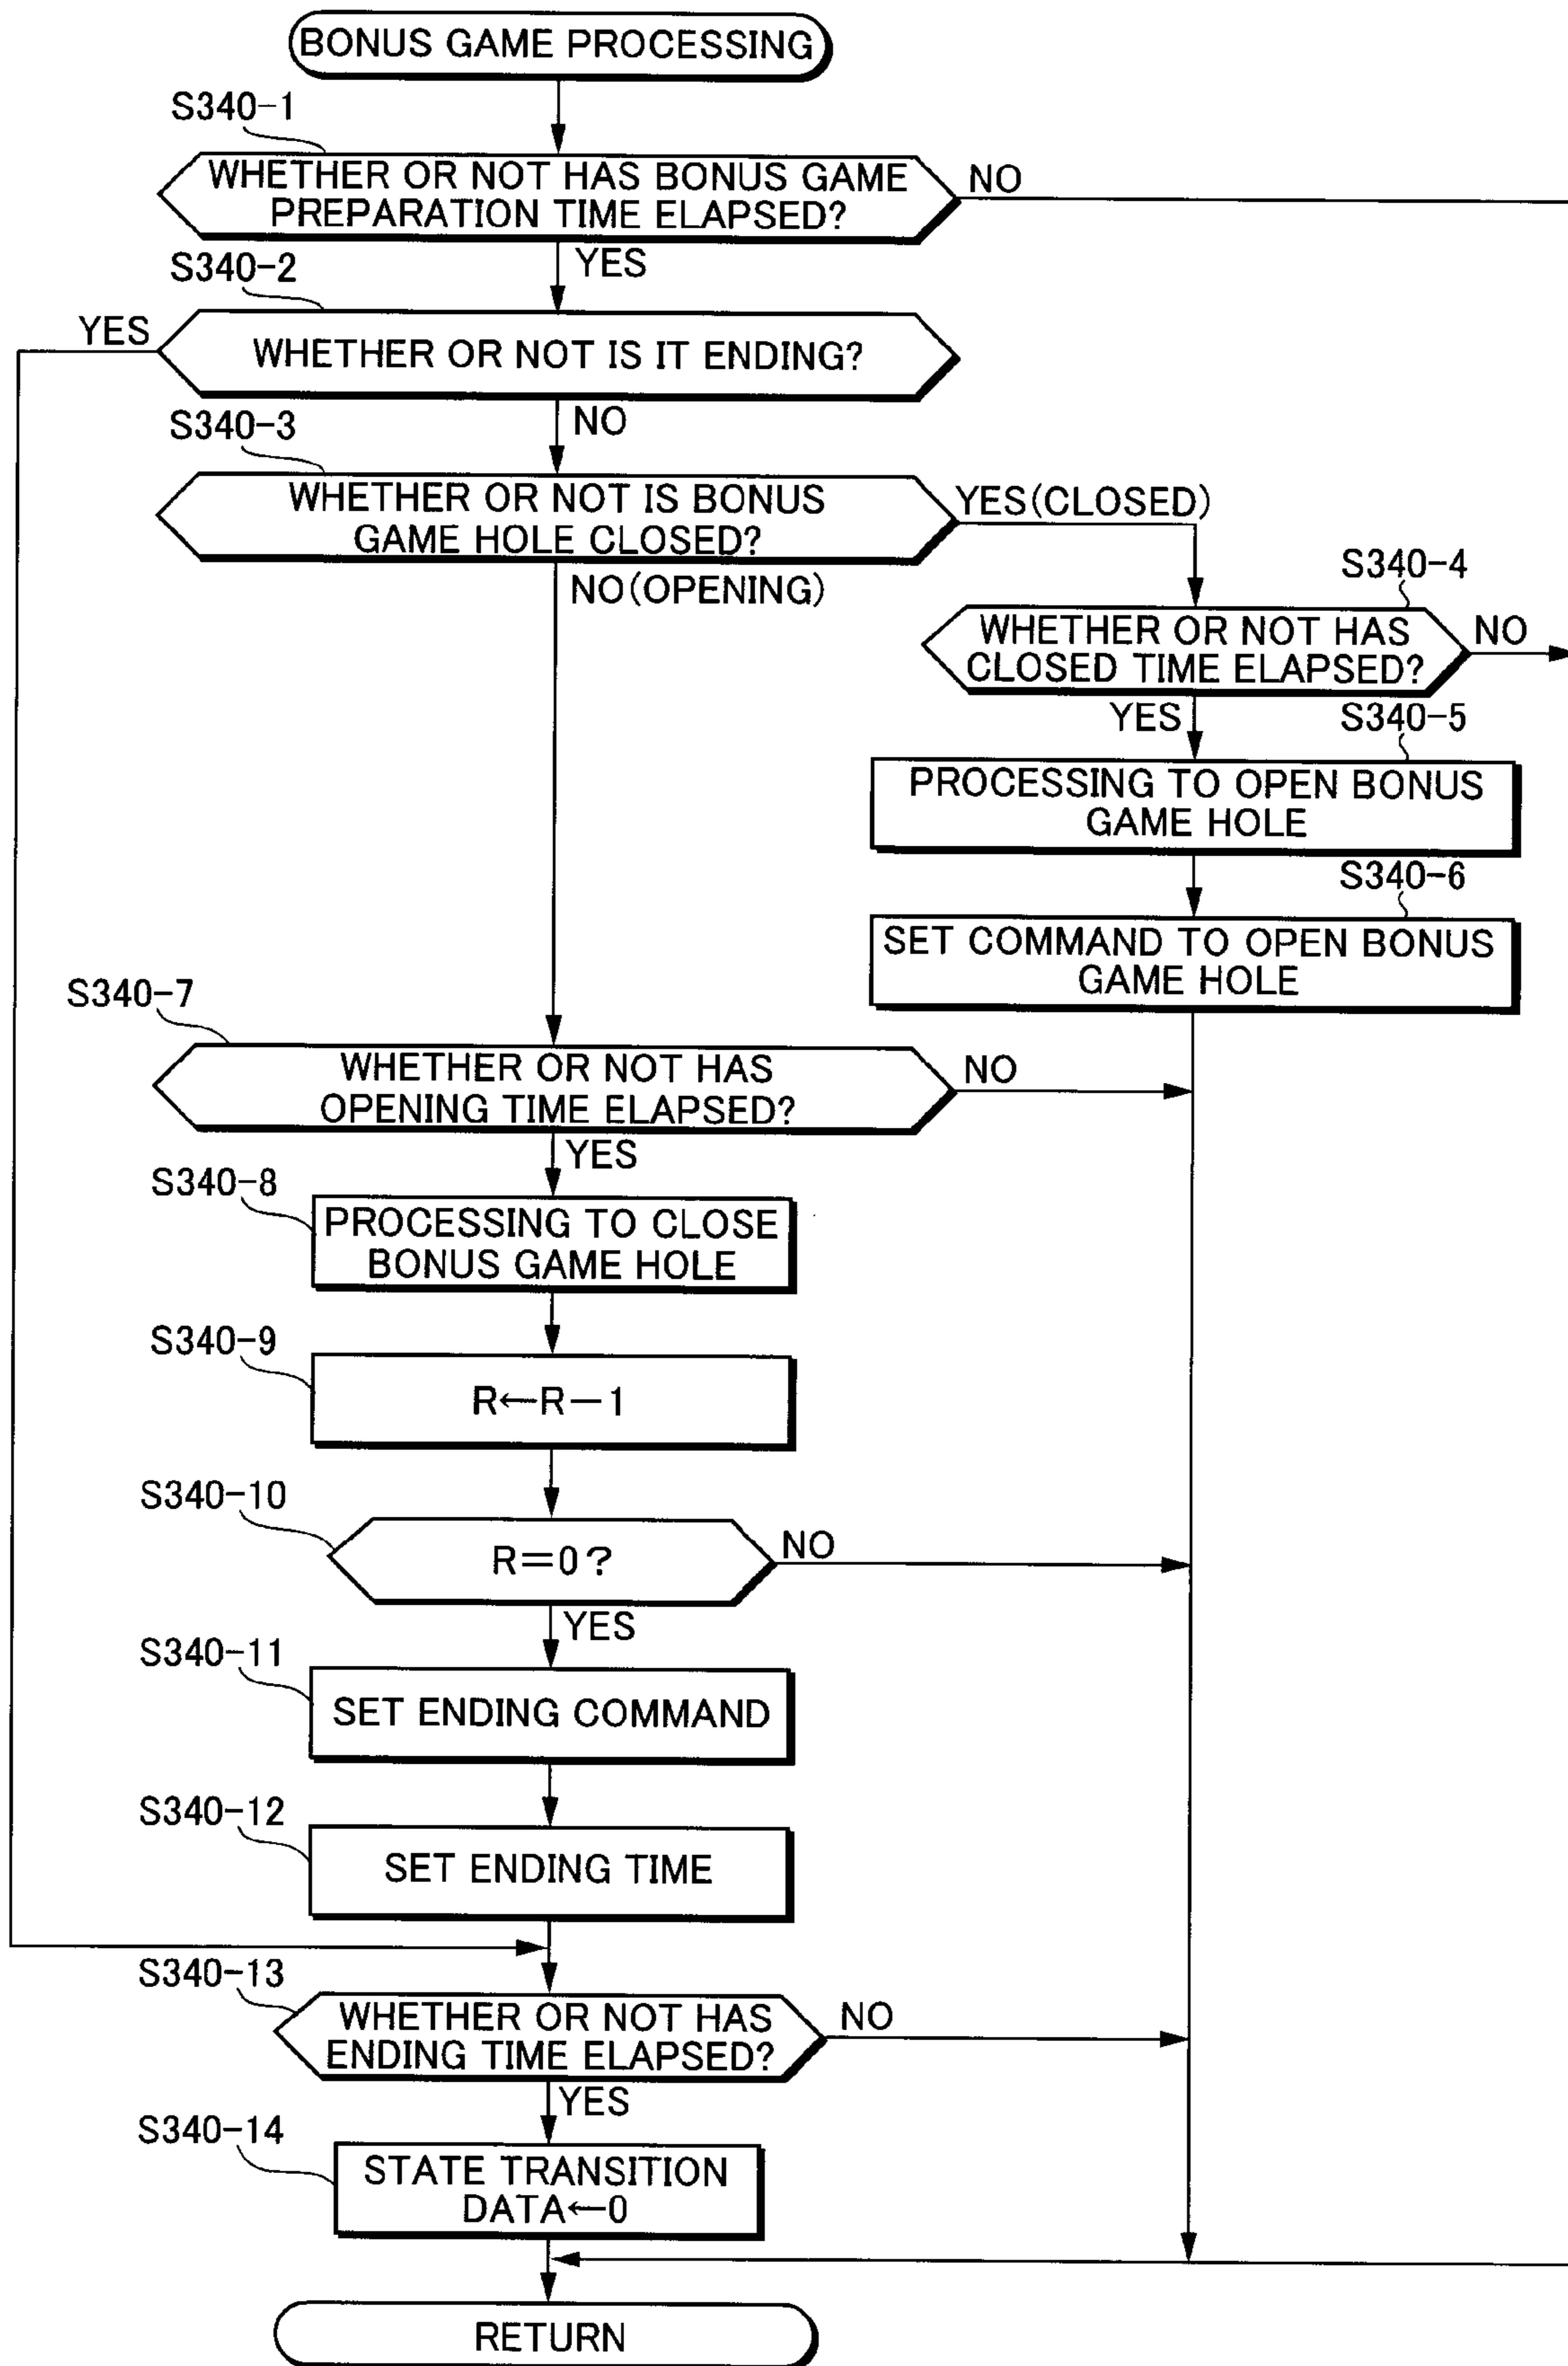 BONUS GAME PROCESSING
S340-1
WHETHER OR NOT HAS BONUS GAME
PREPARATION TIME ELAPSED?
NO
YES
S340-2
YES
WHETHER OR NOT IS IT ENDING?
NO
S340-3
WHETHER OR NOT IS BONUS
GAME HOLE CLOSED?
YES(CLOSED)
NO(OPENING)
S340-4
WHETHER OR NOT HAS
CLOSED TIME ELAPSED?
NO
YES
S340-5
PROCESSING TO OPEN BONUS
GAME HOLE
S340-6
SET COMMAND TO OPEN BONUS
GAME HOLE
S340-7
WHETHER OR NOT HAS
OPENING TIME ELAPSED?
NO
YES
S340-8
PROCESSING TO CLOSE
BONUS GAME HOLE
S340-9
R←R−1
S340-10
R=0?
NO
YES
S340-11
SET ENDING COMMAND
S340-12
SET ENDING TIME
S340-13
WHETHER OR NOT HAS
ENDING TIME ELAPSED?
NO
YES
S340-14
STATE TRANSITION
DATA←0
RETURN